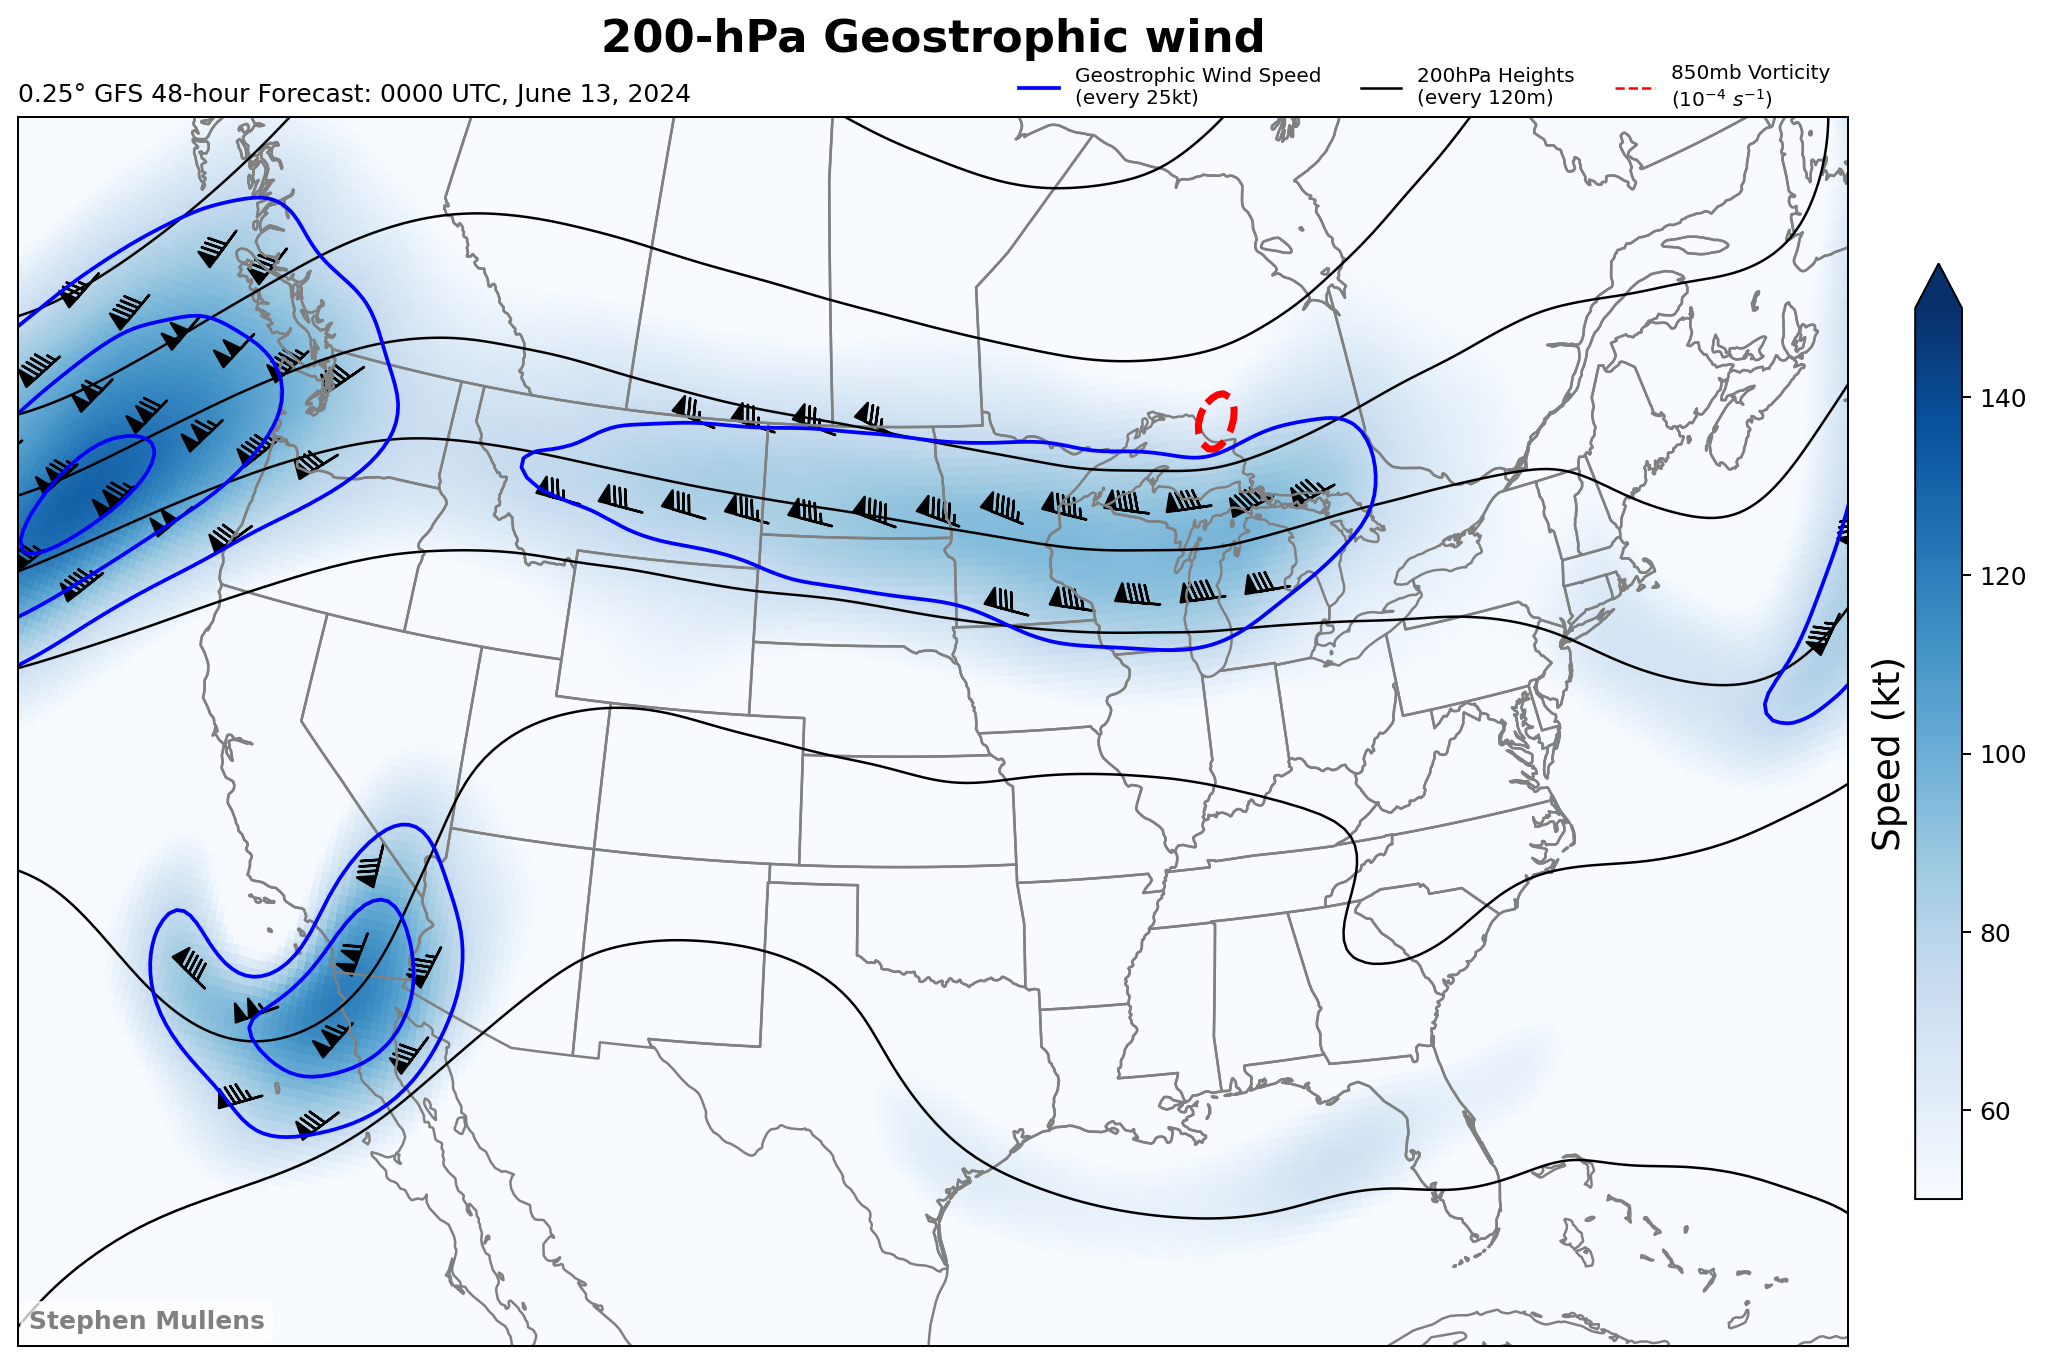 200-hPa Geostrophic wind
0.25° GFS 48-hour Forecast: 0000 UTC, June 13, 2024
Geostrophic Wind Speed
(every 25kt)
200hPa Heights
(every 120m)
850mb Vorticity
(10⁻⁴ s⁻¹)
140
120
100
80
60
Speed (kt)
Stephen Mullens